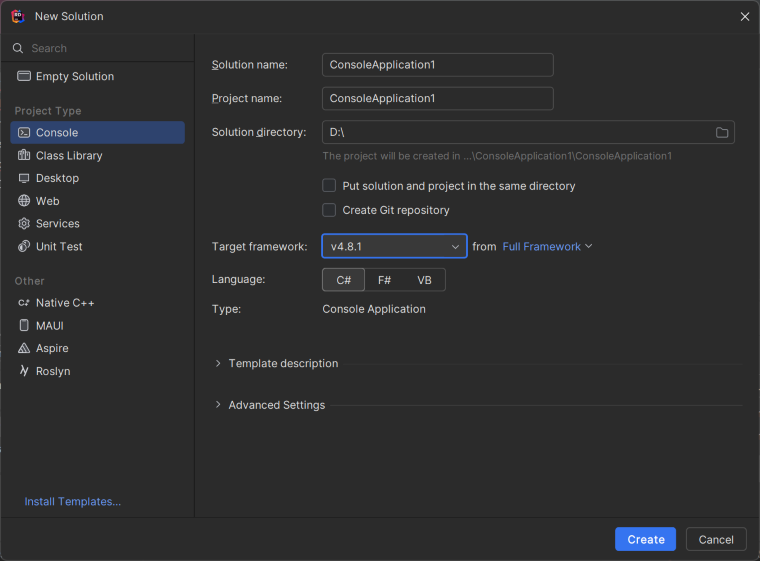 New Solution
Search
Empty Solution
Project Type
Console
Class Library
Desktop
Web
Services
Unit Test
Other
Native C++
MAUI
Aspire
Roslyn
Install Templates...
Solution name: ConsoleApplication1
Project name: ConsoleApplication1
Solution directory: D:\
The project will be created in ...\ConsoleApplication1\ConsoleApplication1
Put solution and project in the same directory
Create Git repository
Target framework: v4.8.1 from Full Framework
Language: C# F# VB
Type: Console Application
Template description
Advanced Settings
Create Cancel